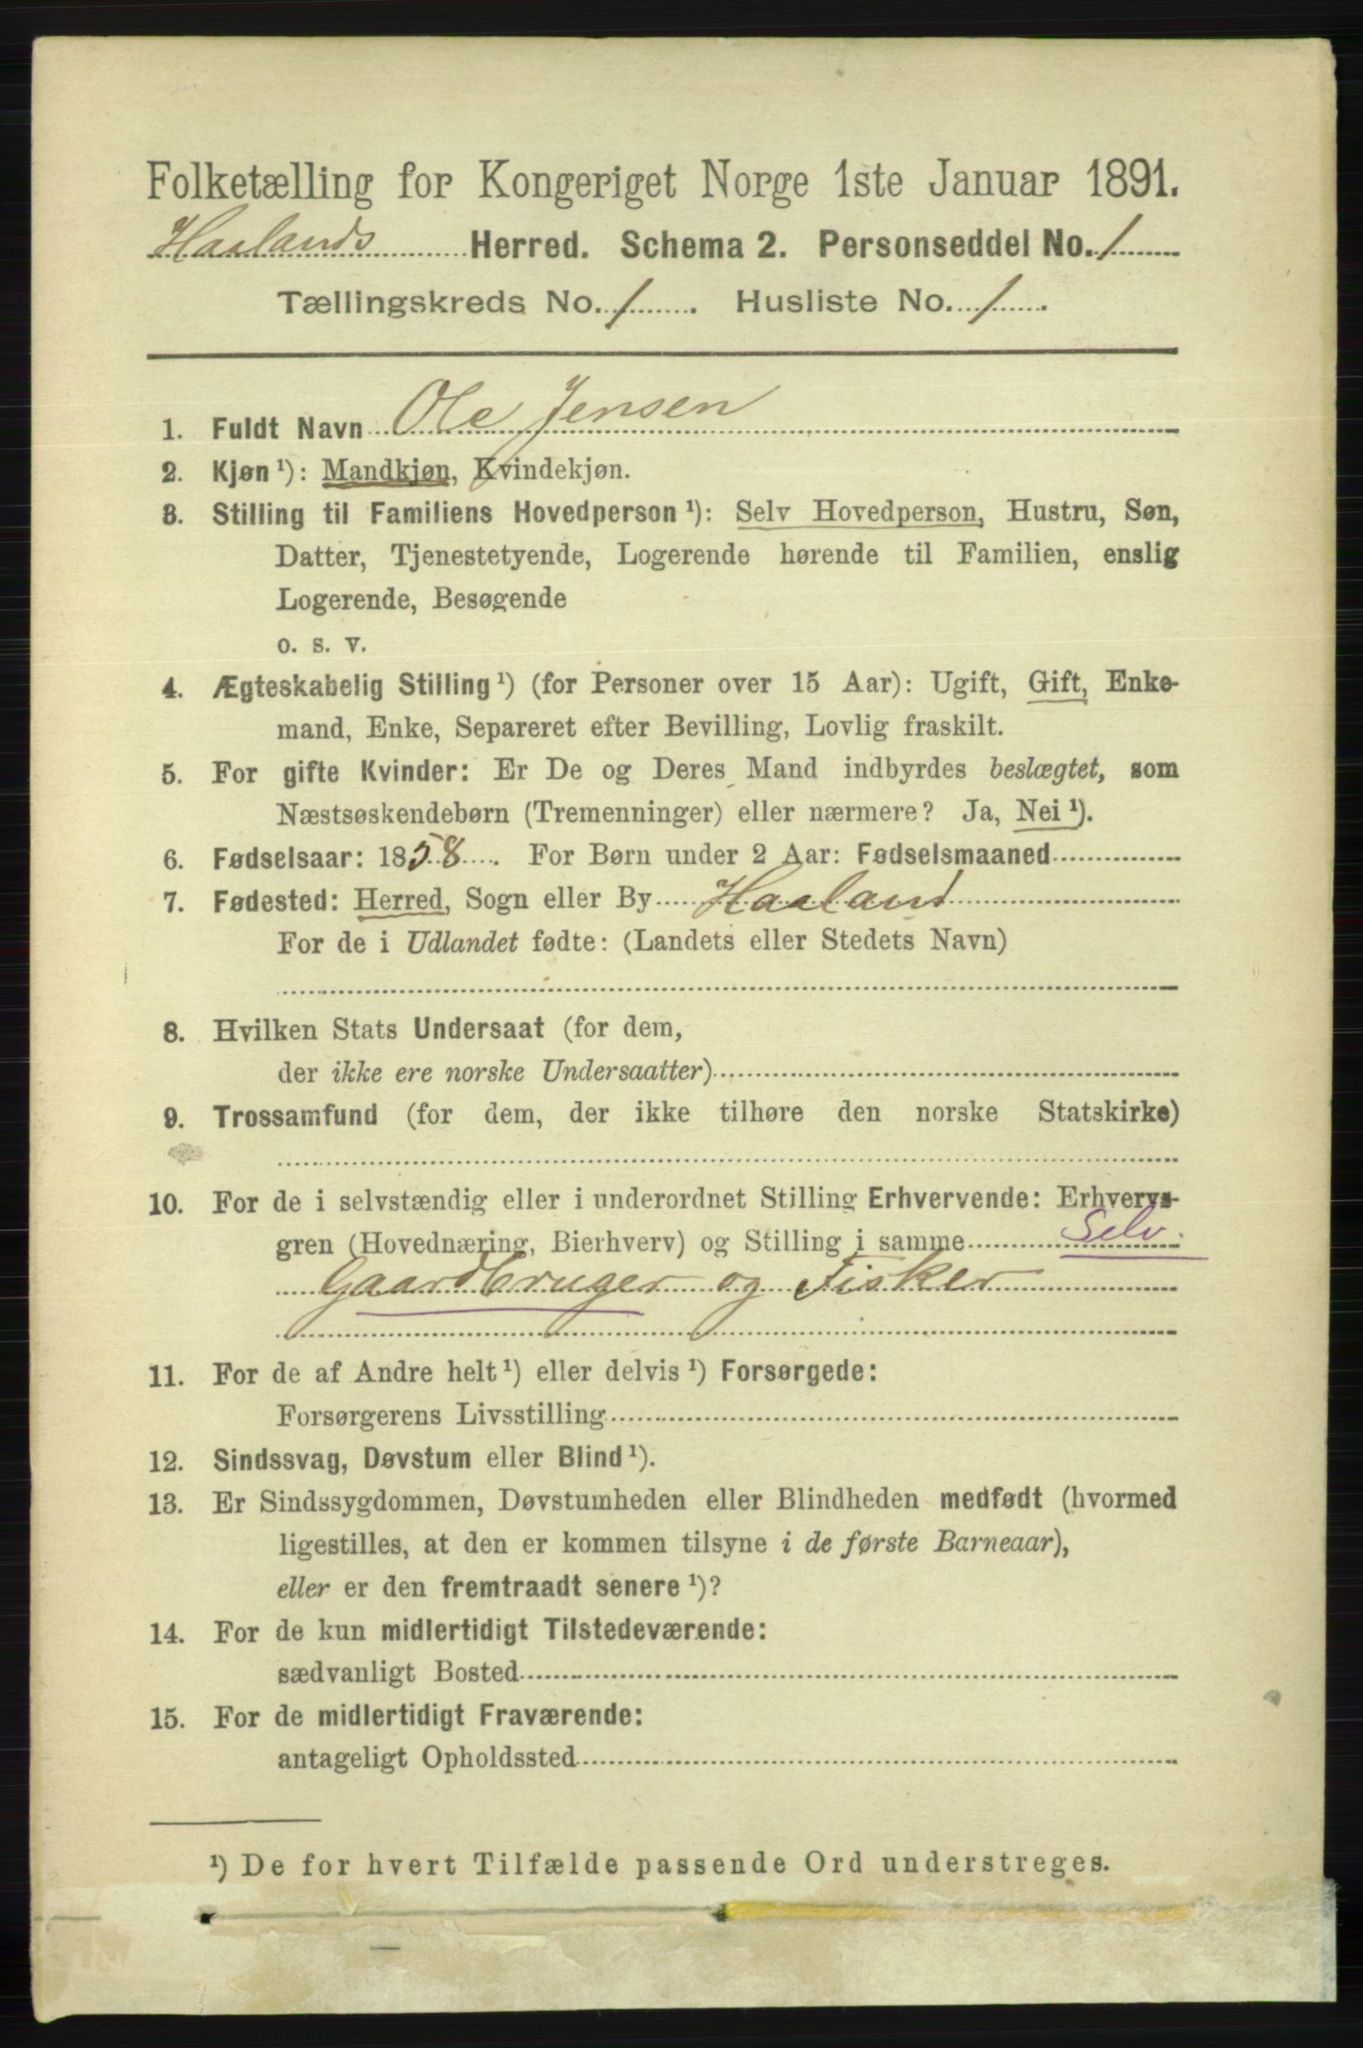 Folketælling for Kongeriget Norge 1ste Januar 1891.
Haalands Herred. Schema 2. Personseddel No. 1
Tællingskreds No. 1. Husliste No. 1.
1. Fuldt Navn Ole Jensen
2. Kjøn ¹): Mandkjøn, Kvindekjøn.
3. Stilling til Familiens Hovedperson ¹): Selv Hovedperson, Hustru, Søn,
Datter, Tjenestetyende, Logerende hørende til Familien, enslig
Logerende, Besøgende
o. s. v.
4. Ægteskabelig Stilling ¹) (for Personer over 15 Aar): Ugift, Gift, Enke-
mand, Enke, Separeret efter Bevilling, Lovlig fraskilt.
5. For gifte Kvinder: Er De og Deres Mand indbyrdes beslægtet, som
Næstsøskendebørn (Tremenninger) eller nærmere? Ja, Nei ¹).
6. Fødselsaar: 1858. For Børn under 2 Aar: Fødselsmaaned
7. Fødested: Herred, Sogn eller By Haaland
For de i Udlandet fødte: (Landets eller Stedets Navn)
8. Hvilken Stats Undersaat (for dem,
der ikke ere norske Undersaatter)
9. Trossamfund (for dem, der ikke tilhøre den norske Statskirke)
10. For de i selvstændig eller i underordnet Stilling Erhvervende: Erhvervs-
gren (Hovednæring, Bierhverv) og Stilling i samme Selv.
Gaardbruger og Fisker
11. For de af Andre helt ¹) eller delvis ¹) Forsørgede:
Forsørgerens Livsstilling
12. Sindssvag, Døvstum eller Blind ¹).
13. Er Sindssygdommen, Døvstumheden eller Blindheden medfødt (hvormed
ligestilles, at den er kommen tilsyne i de første Barneaar),
eller er den fremtraadt senere ¹)?
14. For de kun midlertidigt Tilstedeværende:
sædvanligt Bosted
15. For de midlertidigt Fraværende:
antageligt Opholdssted
¹) De for hvert Tilfælde passende Ord understreges.